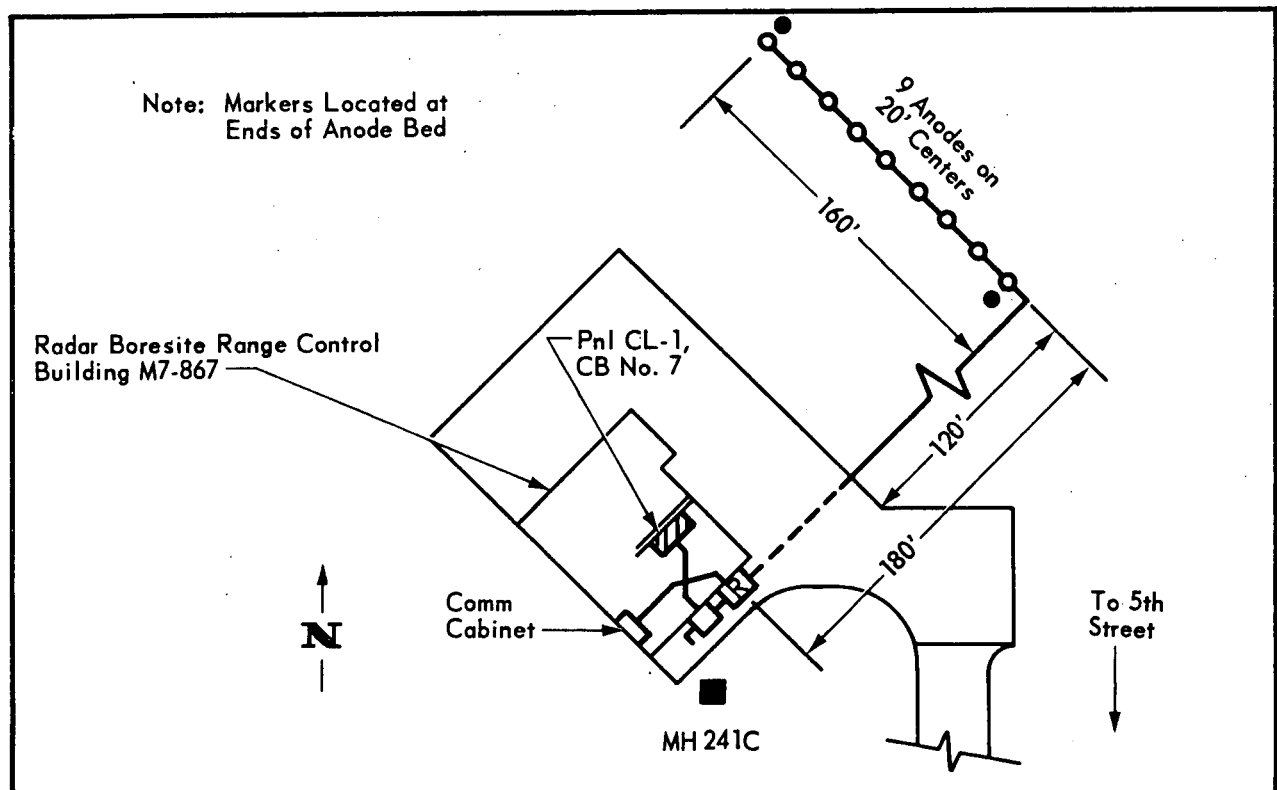 Note: Markers Located at
Ends of Anode Bed
9 Anodes on
20' Centers
160'
Radar Boresite Range Control
Building M7-867
Pnl CL-1,
CB No. 7
120'
180'
R
Comm
Cabinet
N
To 5th
Street
MH 241C